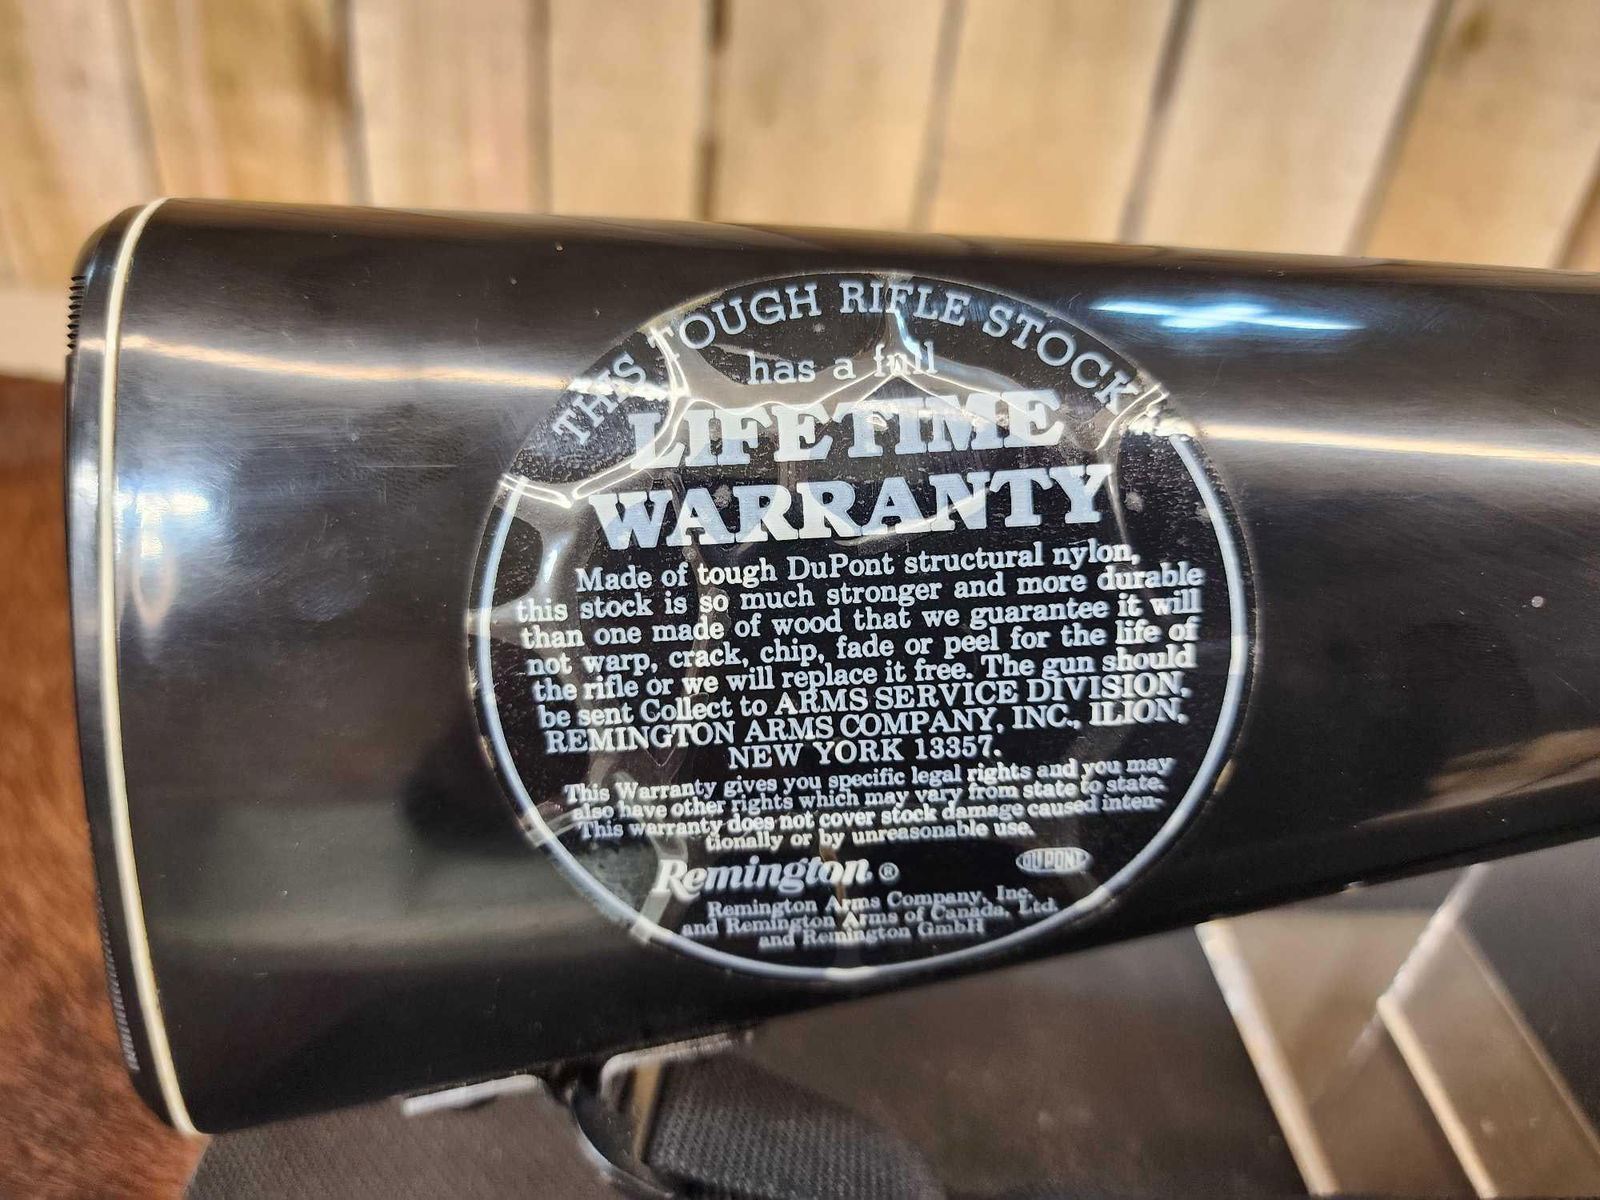 THIS TOUGH RIFLE STOCK
has a full
LIFETIME
WARRANTY
Made of tough DuPont structural nylon,
this stock is so much stronger and more durable
than one made of wood that we guarantee it will
not warp, crack, chip, fade or peel for the life of
the rifle or we will replace it free. The gun should
be sent Collect to ARMS SERVICE DIVISION,
REMINGTON ARMS COMPANY, INC., ILION,
NEW YORK 13357.
This Warranty gives you specific legal rights and you may
also have other rights which may vary from state to state.
This warranty does not cover stock damage caused inten-
tionally or by unreasonable use.
Remington ® DU PONT
Remington Arms Company, Inc.
and Remington Arms of Canada, Ltd.
and Remington GmbH